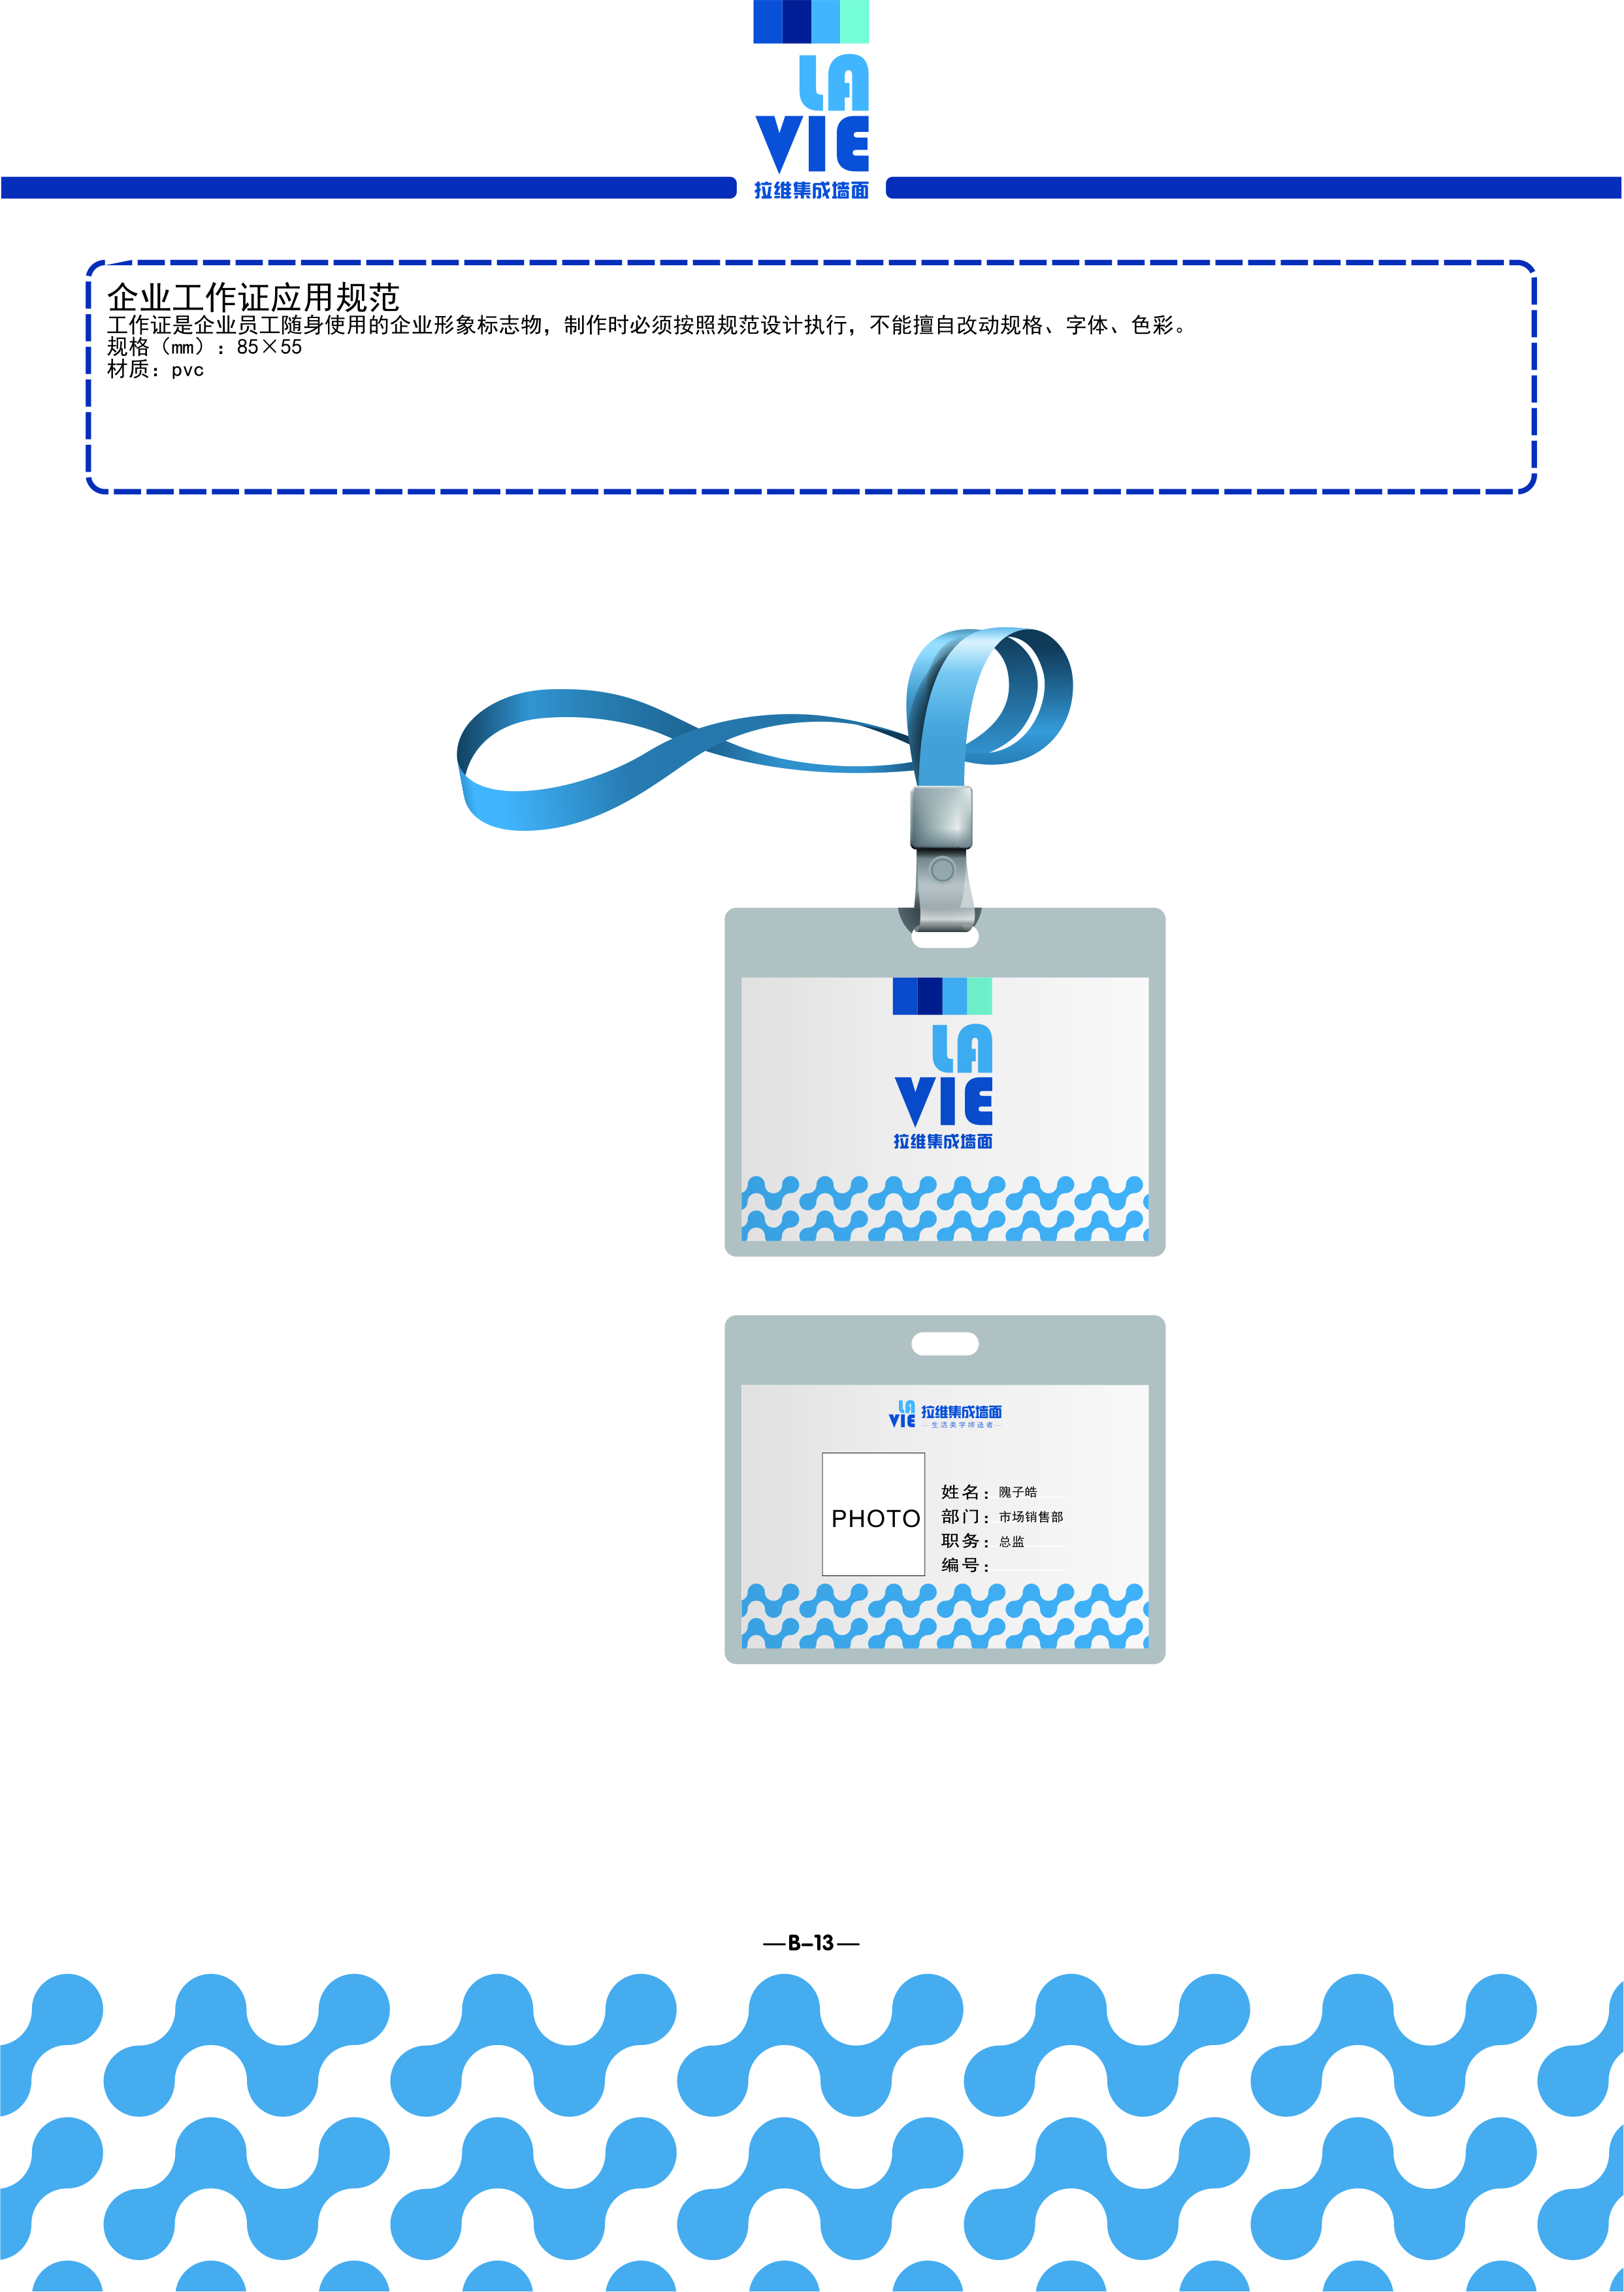 LA
VIE
拉维集成墙面
企业工作证应用规范
工作证是企业员工随身使用的企业形象标志物，制作时必须按照规范设计执行，不能擅自改动规格、字体、色彩。
规格（mm）：85×55
材质：pvc
LA
VIE
拉维集成墙面
LA
VIE
拉维集成墙面
—生活美学缔造者—
PHOTO
姓名：隗子皓
部门：市场销售部
职务：总监
编号：
—B-13—